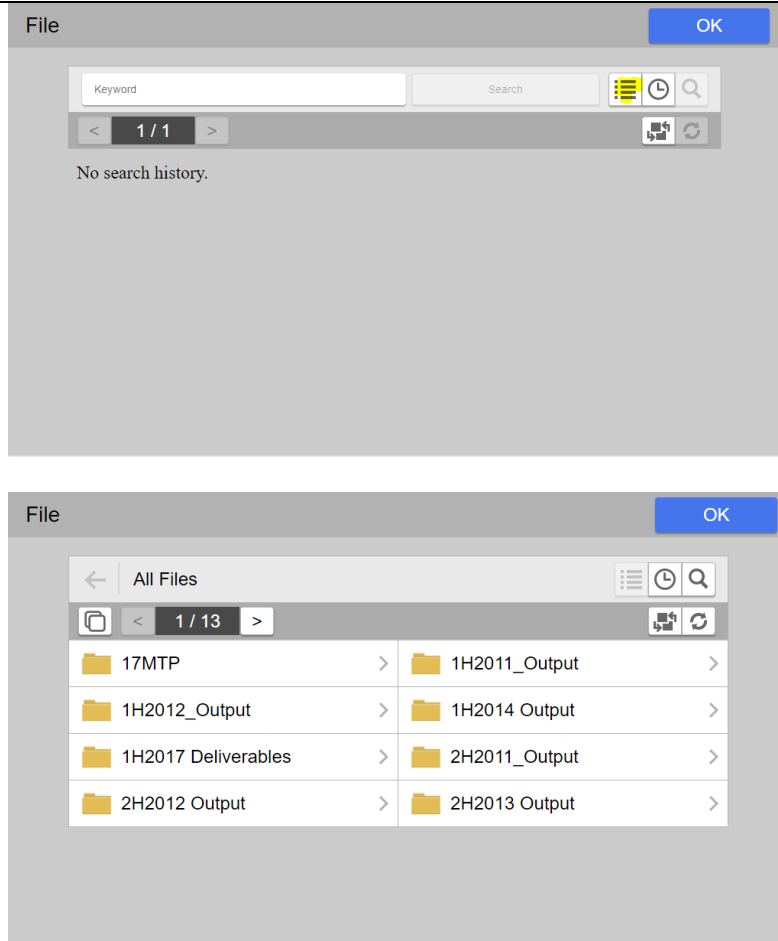 File OK
Keyword Search
< 1 / 1 >
No search history.
File OK
All Files
< 1 / 13 >
17MTP > 1H2011_Output >
1H2012_Output > 1H2014 Output >
1H2017 Deliverables > 2H2011_Output >
2H2012 Output > 2H2013 Output >